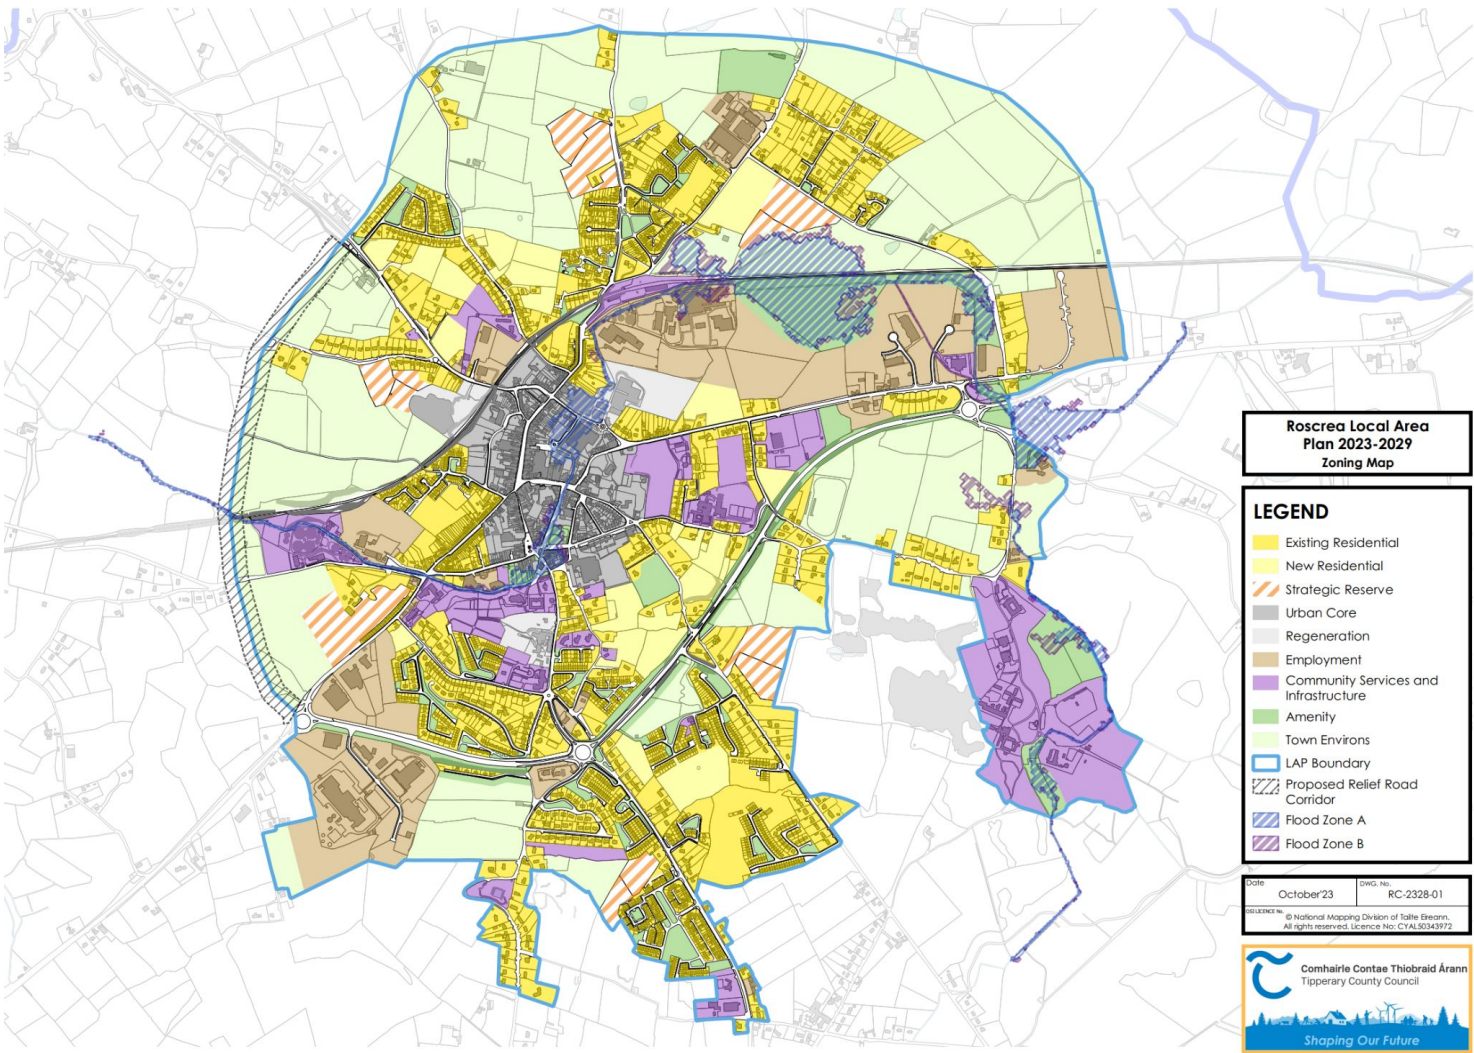 Roscrea Local Area
Plan 2023-2029
Zoning Map
LEGEND
Existing Residential
New Residential
Strategic Reserve
Urban Core
Regeneration
Employment
Community Services and
Infrastructure
Amenity
Town Environs
LAP Boundary
Proposed Relief Road
Corridor
Flood Zone A
Flood Zone B
Date
October'23
DWG. No.
RC-2328-01
OSI LICENCE No.
© National Mapping Division of Tailte Éireann.
All rights reserved. Licence No: CYAL50343972
Comhairle Contae Thiobraid Árann
Tipperary County Council
Shaping Our Future